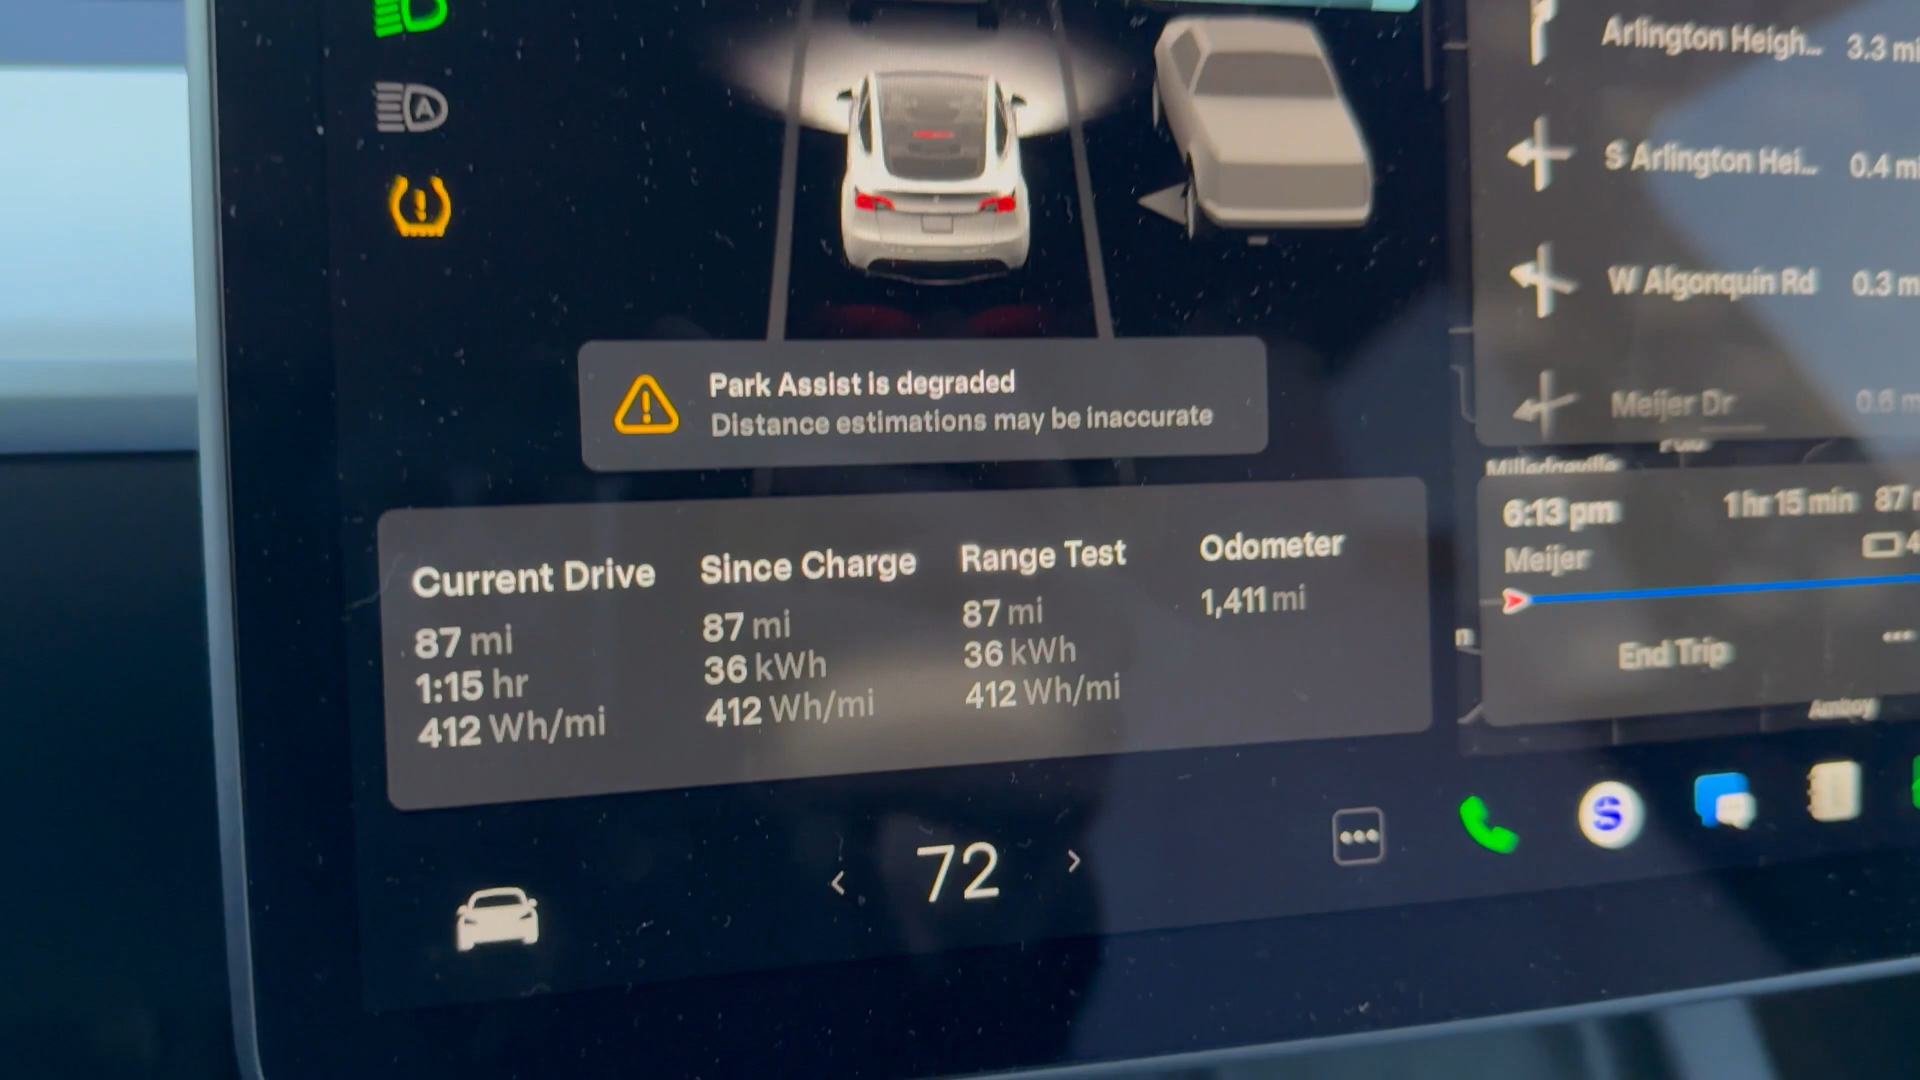 Park Assist is degraded
Distance estimations may be inaccurate
Current Drive
87 mi
1:15 hr
412 Wh/mi
Since Charge
87 mi
36 kWh
412 Wh/mi
Range Test
87 mi
36 kWh
412 Wh/mi
Odometer
1,411 mi
72
Arlington Heigh... 3.3 mi
S Arlington Hei... 0.4 mi
W Algonquin Rd 0.3 m
Meijer Dr 0.6 m
Milledgeville
6:13 pm 1 hr 15 min 87
Meijer 4
End Trip
Amboy
A
S